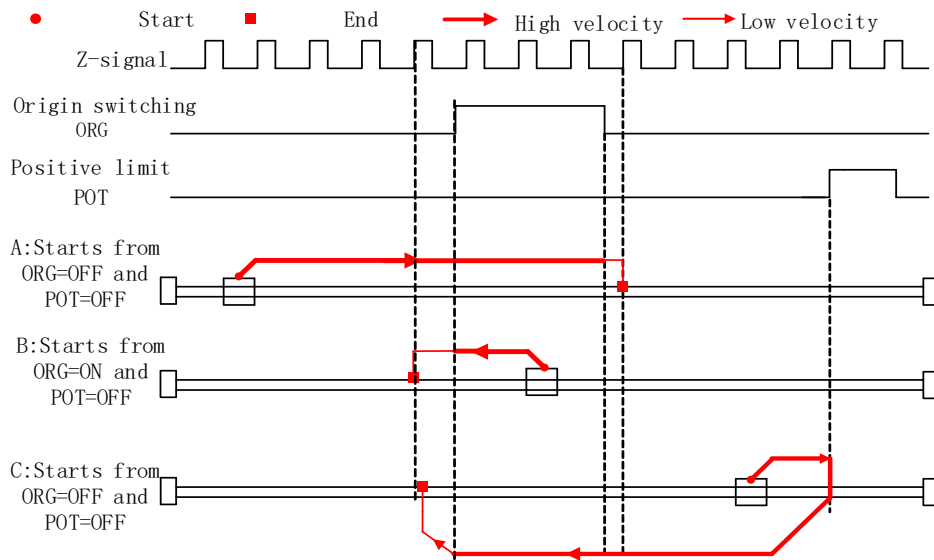 Start End High velocity Low velocity
Z-signal
Origin switching
ORG
Positive limit
POT
A:Starts from
ORG=OFF and
POT=OFF
B:Starts from
ORG=ON and
POT=OFF
C:Starts from
ORG=OFF and
POT=OFF